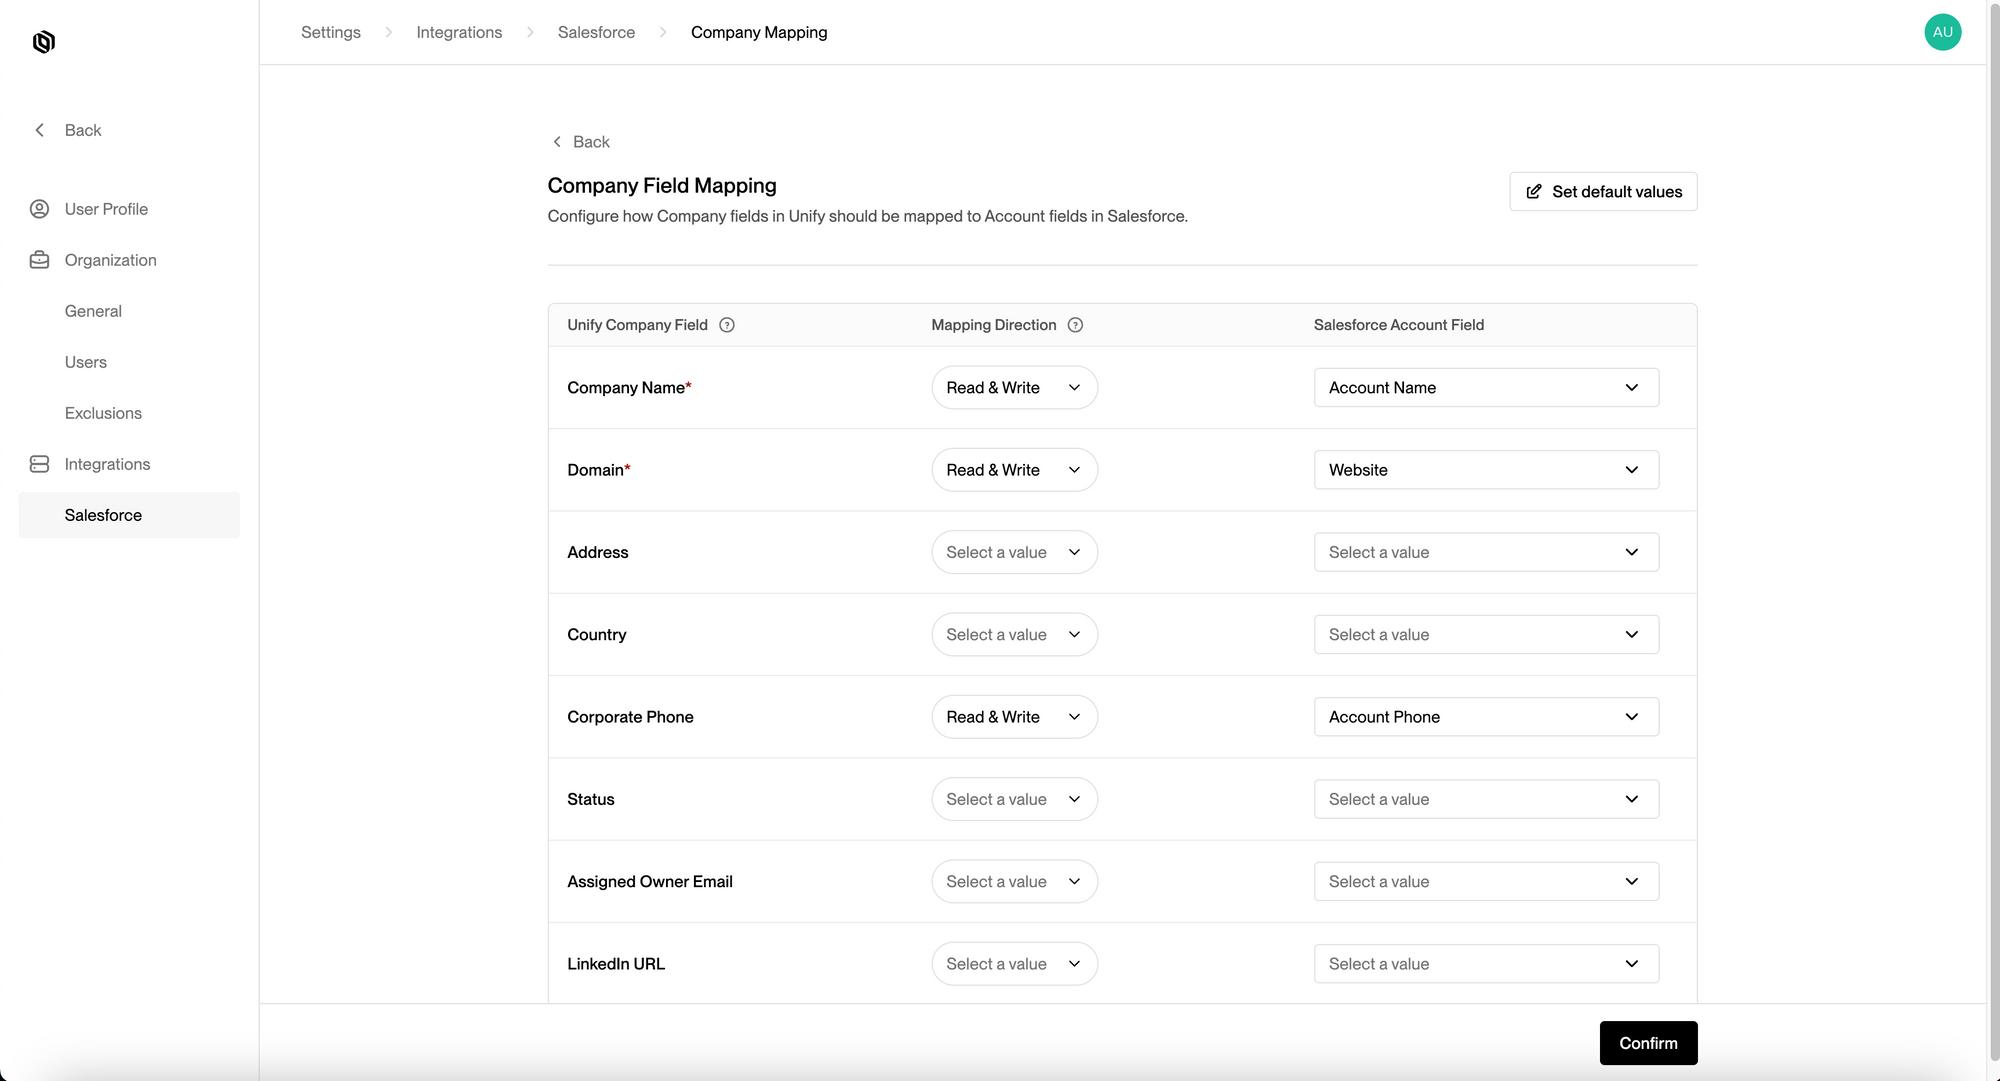 Settings > Integrations > Salesforce > Company Mapping
AU
Back
User Profile
Organization
General
Users
Exclusions
Integrations
Salesforce
Back
Company Field Mapping
Configure how Company fields in Unify should be mapped to Account fields in Salesforce.
Set default values
Unify Company Field ? Mapping Direction ? Salesforce Account Field
Company Name* Read & Write Account Name
Domain* Read & Write Website
Address Select a value Select a value
Country Select a value Select a value
Corporate Phone Read & Write Account Phone
Status Select a value Select a value
Assigned Owner Email Select a value Select a value
LinkedIn URL Select a value Select a value
Confirm